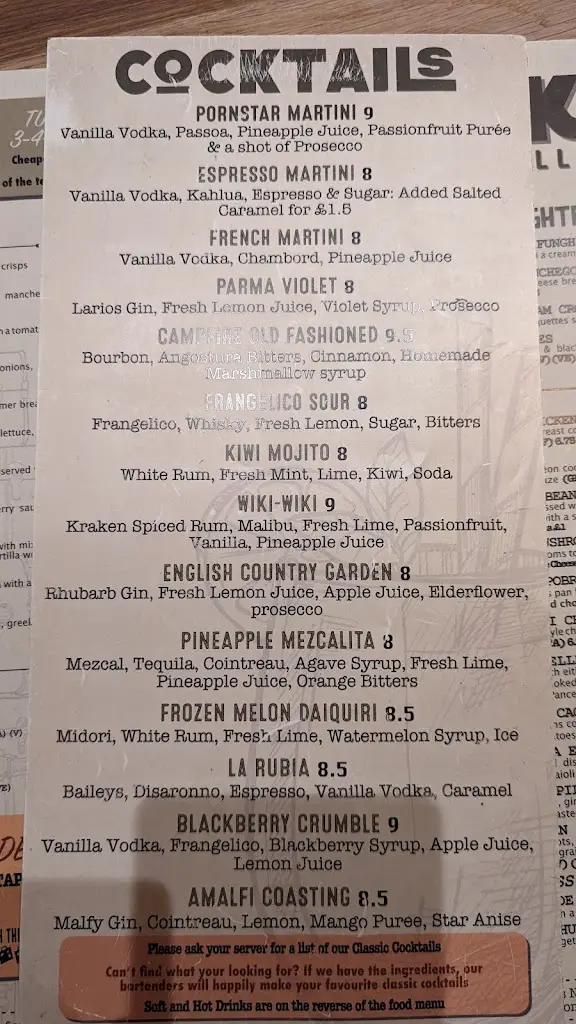 COCKTAILS
PORNSTAR MARTINI 9
Vanilla Vodka, Passoa, Pineapple Juice, Passionfruit Purée
& a shot of Prosecco
ESPRESSO MARTINI 8
Vanilla Vodka, Kahlua, Espresso & Sugar: Added Salted
Caramel for £1.5
FRENCH MARTINI 8
Vanilla Vodka, Chambord, Pineapple Juice
PARMA VIOLET 8
Larios Gin, Fresh Lemon Juice, Violet Syrup, Prosecco
CAMPFIRE OLD FASHIONED 9.5
Bourbon, Angostura Bitters, Cinnamon, Homemade
Marshmallow syrup
FRANGELICO SOUR 8
Frangelico, Whisky, Fresh Lemon, Sugar, Bitters
KIWI MOJITO 8
White Rum, Fresh Mint, Lime, Kiwi, Soda
WIKI-WIKI 9
Kraken Spiced Rum, Malibu, Fresh Lime, Passionfruit,
Vanilla, Pineapple Juice
ENGLISH COUNTRY GARDEN 8
Rhubarb Gin, Fresh Lemon Juice, Apple Juice, Elderflower,
prosecco
PINEAPPLE MEZCALITA 8
Mezcal, Tequila, Cointreau, Agave Syrup, Fresh Lime,
Pineapple Juice, Orange Bitters
FROZEN MELON DAIQUIRI 8.5
Midori, White Rum, Fresh Lime, Watermelon Syrup, Ice
LA RUBIA 8.5
Baileys, Disaronno, Espresso, Vanilla Vodka, Caramel
BLACKBERRY CRUMBLE 9
Vanilla Vodka, Frangelico, Blackberry Syrup, Apple Juice,
Lemon Juice
AMALFI COASTING 8.5
Malfy Gin, Cointreau, Lemon, Mango Puree, Star Anise
Please ask your server for a list of our Classic Cocktails
Can't find what your looking for? If we have the ingredients, our
bartenders will happily make your favourite classic cocktails
Soft and Hot Drinks are on the reverse of the food menu
3-4
of the
crisps
onions,
lettuce,
served
with a